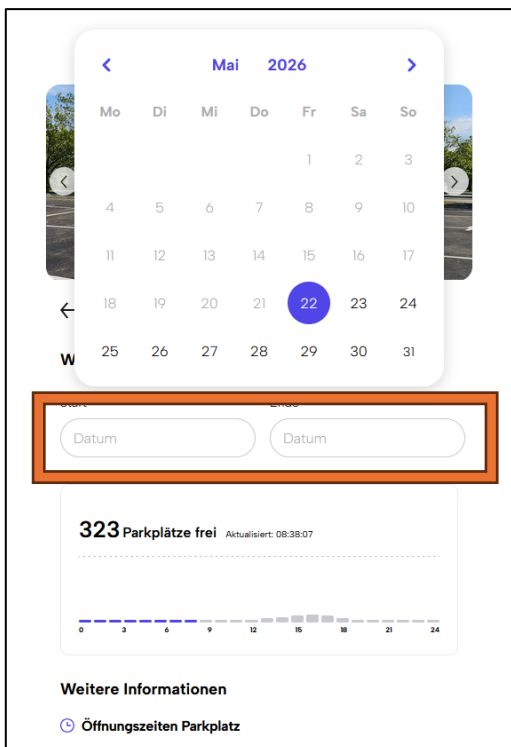 Mai 2026
Mo Di Mi Do Fr Sa So
1 2 3
4 5 6 7 8 9 10
11 12 13 14 15 16 17
18 19 20 21 22 23 24
25 26 27 28 29 30 31
Datum Datum
323 Parkplätze frei Aktualisiert: 08:38:07
0 3 6 9 12 15 18 21 24
Weitere Informationen
Öffnungszeiten Parkplatz